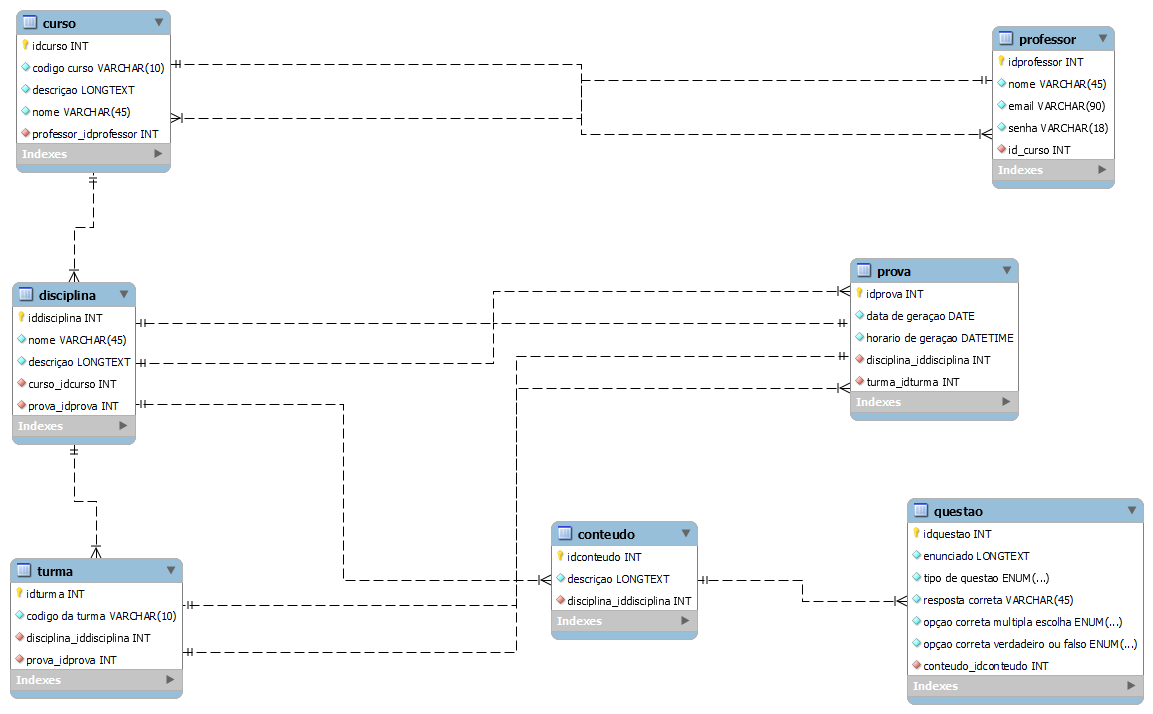 curso
idcurso INT
codigo curso VARCHAR(10)
descriçao LONGTEXT
nome VARCHAR(45)
professor_idprofessor INT
Indexes
professor
idprofessor INT
nome VARCHAR(45)
email VARCHAR(90)
senha VARCHAR(18)
id_curso INT
Indexes
disciplina
iddisciplina INT
nome VARCHAR(45)
descriçao LONGTEXT
curso_idcurso INT
prova_idprova INT
Indexes
prova
idprova INT
data de geraçao DATE
horario de geraçao DATETIME
disciplina_iddisciplina INT
turma_idturma INT
Indexes
turma
idturma INT
codigo da turma VARCHAR(10)
disciplina_iddisciplina INT
prova_idprova INT
Indexes
conteudo
idconteudo INT
descriçao LONGTEXT
disciplina_iddisciplina INT
Indexes
questao
idquestao INT
enunciado LONGTEXT
tipo de questao ENUM(...)
resposta correta VARCHAR(45)
opçao correta multipla escolha ENUM(...)
opçao correta verdadeiro ou falso ENUM(...)
conteudo_idconteudo INT
Indexes